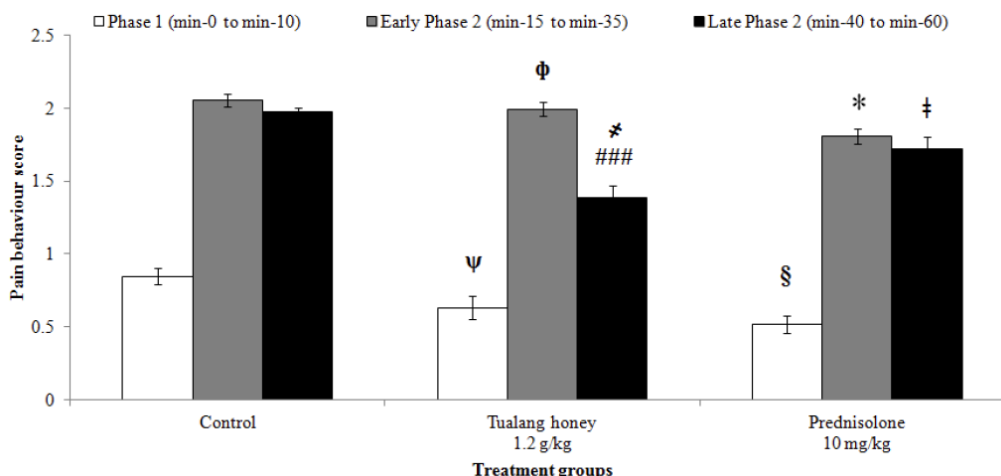 Phase 1 (min-0 to min-10) Early Phase 2 (min-15 to min-35) Late Phase 2 (min-40 to min-60)
2.5
2
1.5
1
0.5
0
Pain behaviour score
ψ
ϕ
≯
###
§
*
‡
Control Tualang honey Prednisolone
1.2 g/kg 10 mg/kg
Treatment groups